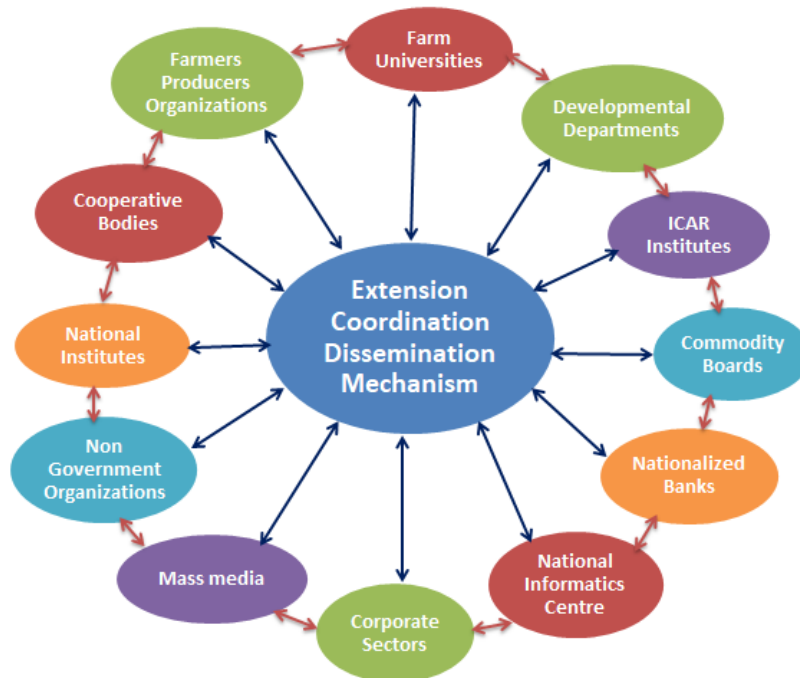 Farm
Universities
Developmental
Departments
ICAR
Institutes
Commodity
Boards
Nationalized
Banks
National
Informatics
Centre
Corporate
Sectors
Mass media
Non
Government
Organizations
National
Institutes
Cooperative
Bodies
Farmers
Producers
Organizations
Extension
Coordination
Dissemination
Mechanism